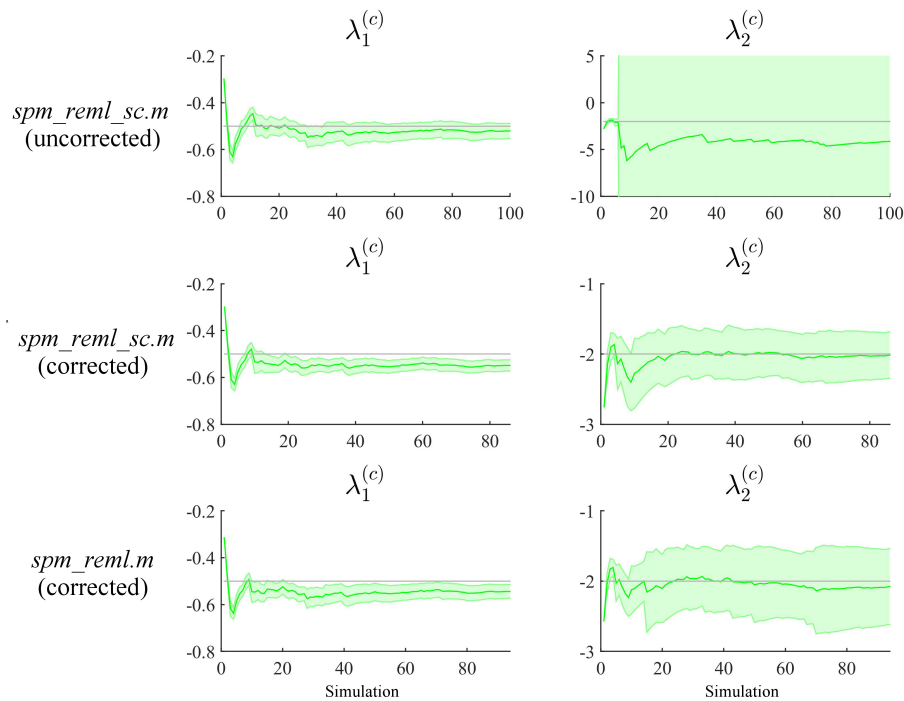 λ₁⁽ᶜ⁾ λ₂⁽ᶜ⁾
spm_reml_sc.m
(uncorrected)
-0.2
-0.4
-0.6
-0.8
0 20 40 60 80 100
5
0
-5
-10
0 20 40 60 80 100
λ₁⁽ᶜ⁾ λ₂⁽ᶜ⁾
spm_reml_sc.m
(corrected)
-0.2
-0.4
-0.6
-0.8
0 20 40 60 80
-1
-2
-3
0 20 40 60 80
λ₁⁽ᶜ⁾ λ₂⁽ᶜ⁾
spm_reml.m
(corrected)
-0.2
-0.4
-0.6
-0.8
0 20 40 60 80
Simulation
-1
-2
-3
0 20 40 60 80
Simulation